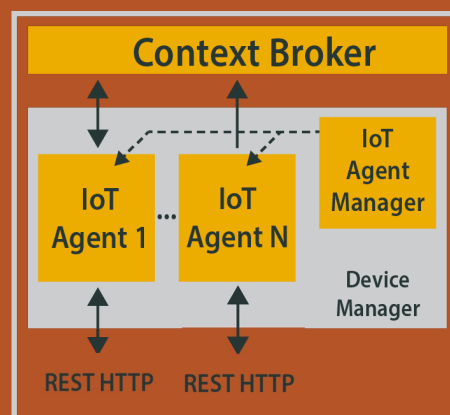 Context Broker
IoT
Agent
Manager
IoT
Agent 1
...
IoT
Agent N
Device
Manager
REST HTTP
REST HTTP